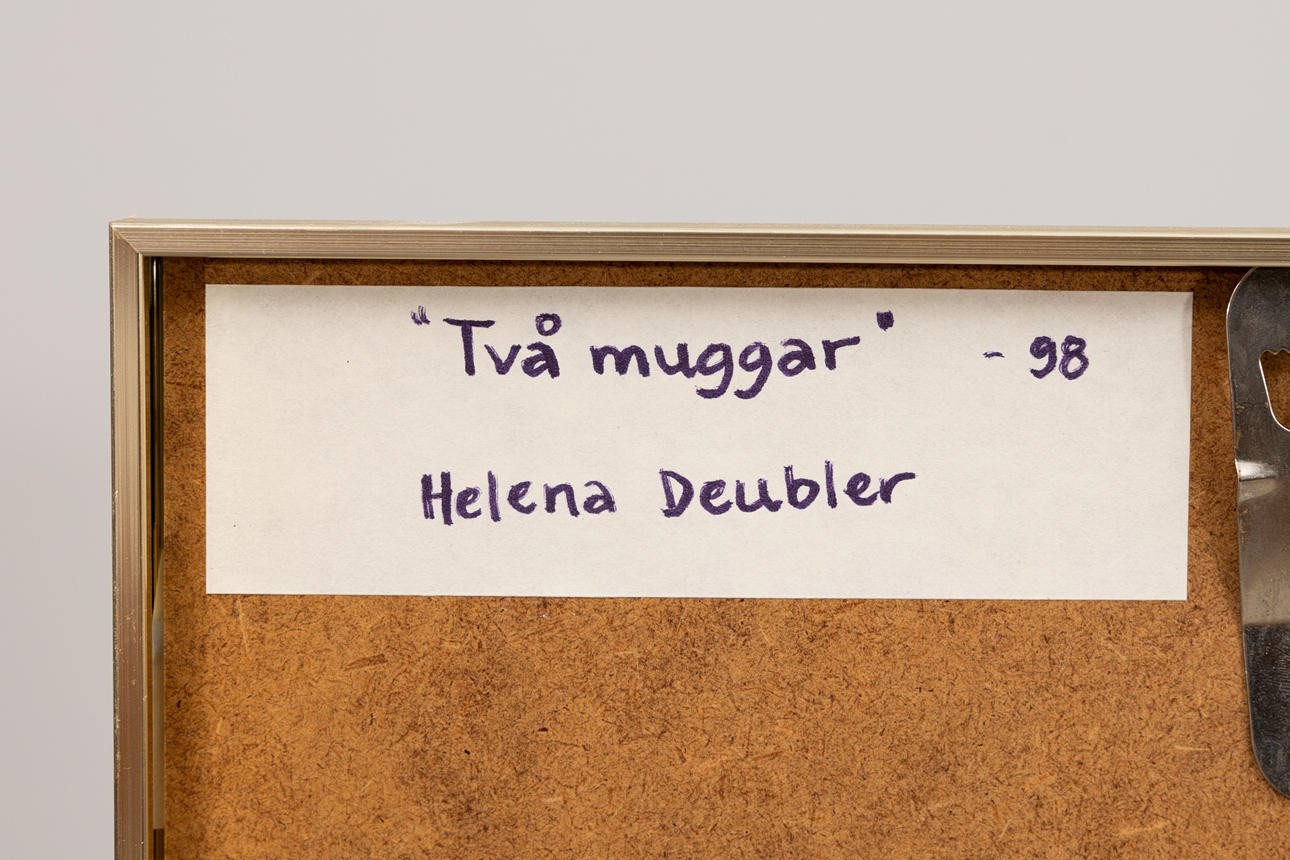 "Två muggar" - 98
Helena Deubler